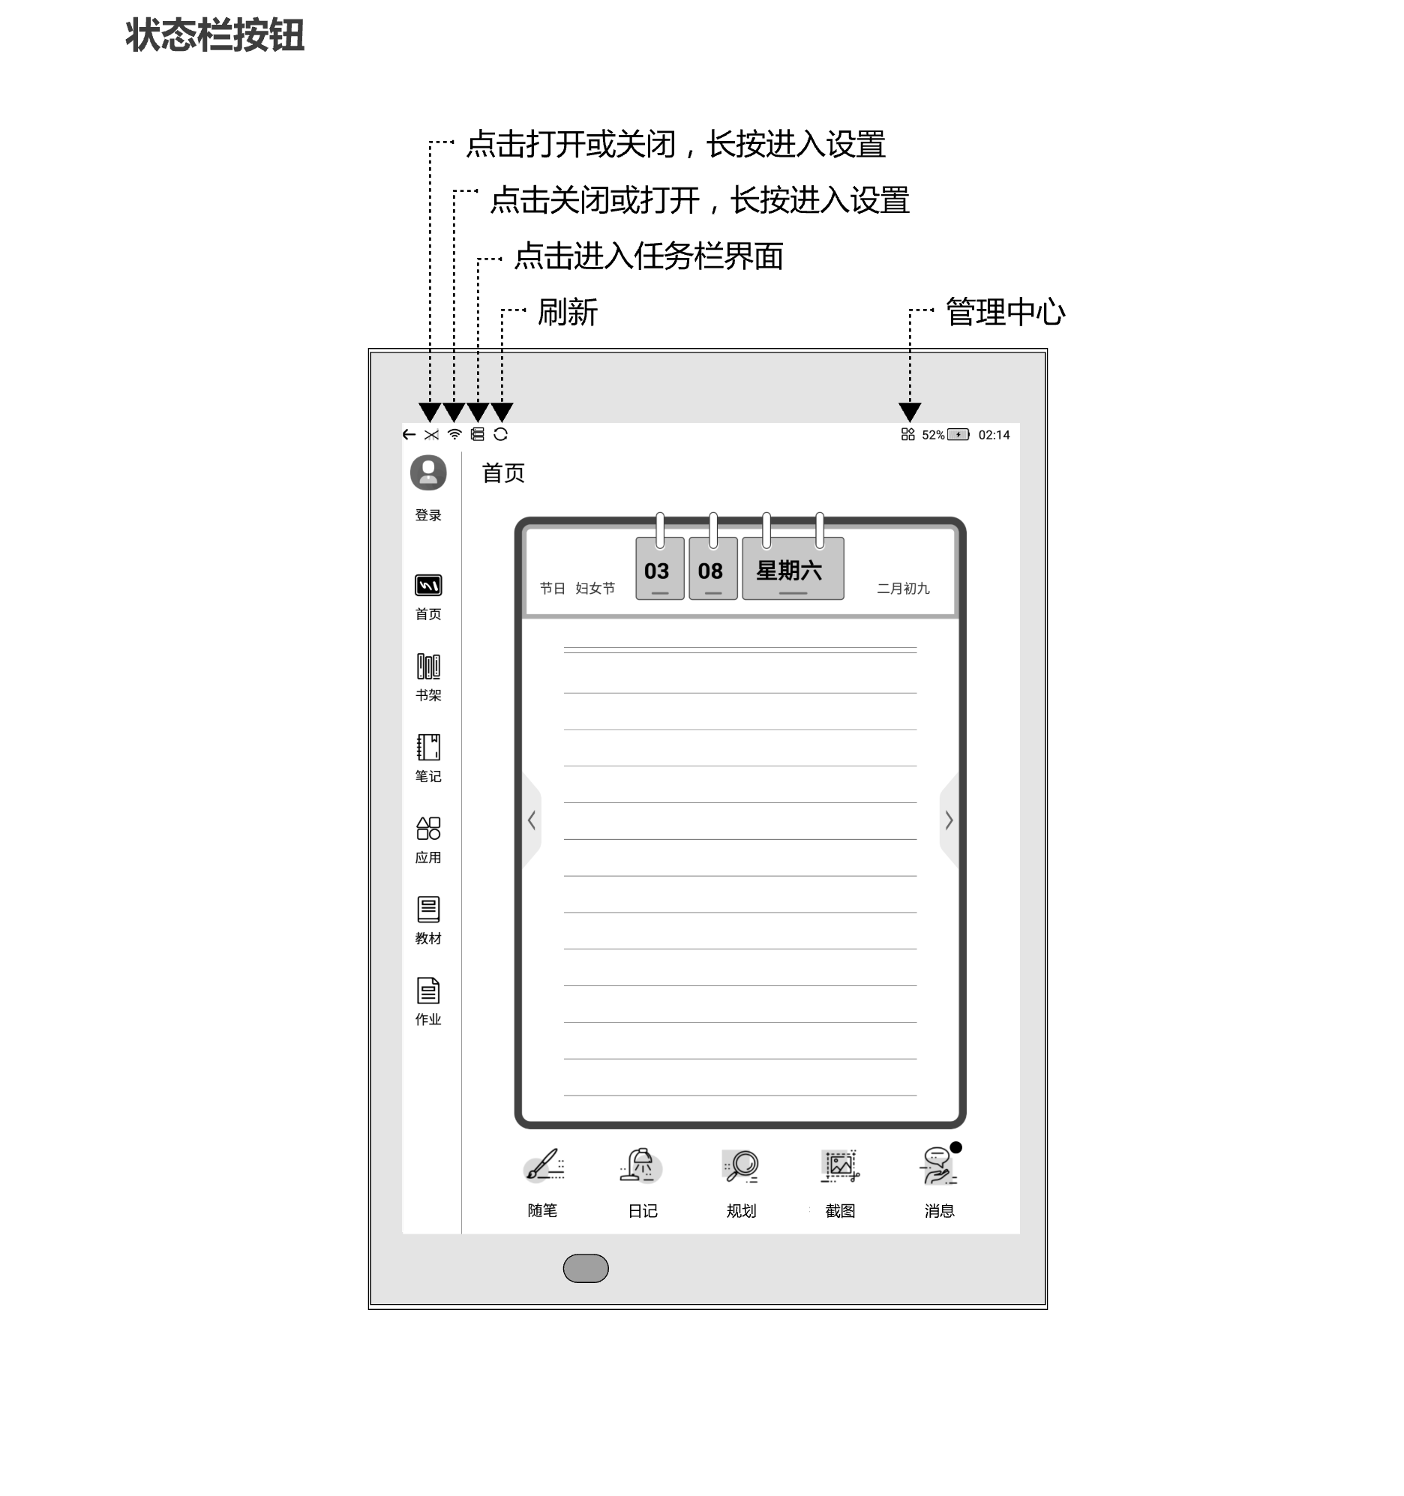 状态栏按钮
点击打开或关闭，长按进入设置
点击关闭或打开，长按进入设置
点击进入任务栏界面
刷新
管理中心
52% 02:14
首页
登录
03 08 星期六
节日 妇女节
二月初九
首页
书架
笔记
应用
教材
作业
随笔 日记 规划 截图 消息